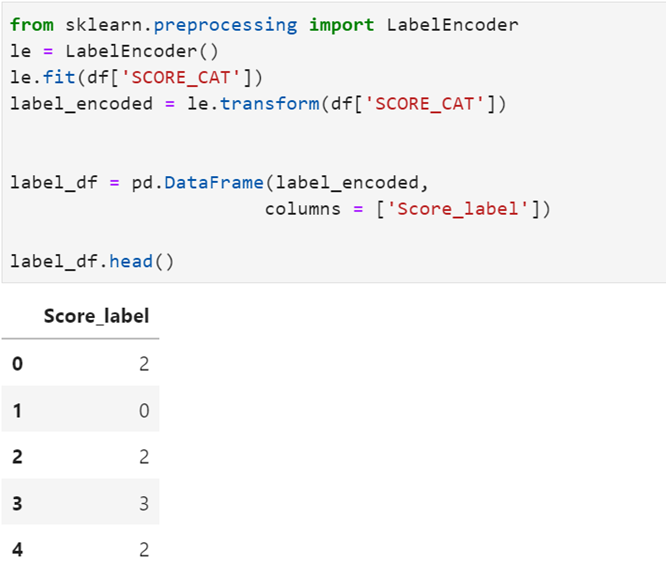 from sklearn.preprocessing import LabelEncoder
le = LabelEncoder()
le.fit(df['SCORE_CAT'])
label_encoded = le.transform(df['SCORE_CAT'])
label_df = pd.DataFrame(label_encoded,
columns = ['Score_label'])
label_df.head()
Score_label
0 2
1 0
2 2
3 3
4 2